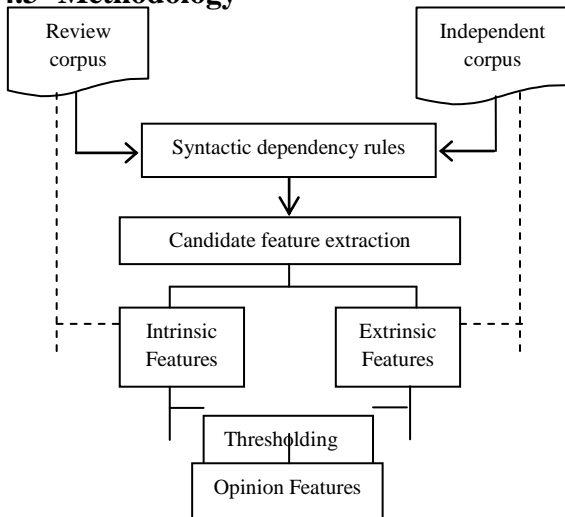 Methodology
Review
corpus
Independent
corpus
Syntactic dependency rules
Candidate feature extraction
Intrinsic
Features
Extrinsic
Features
Thresholding
Opinion Features